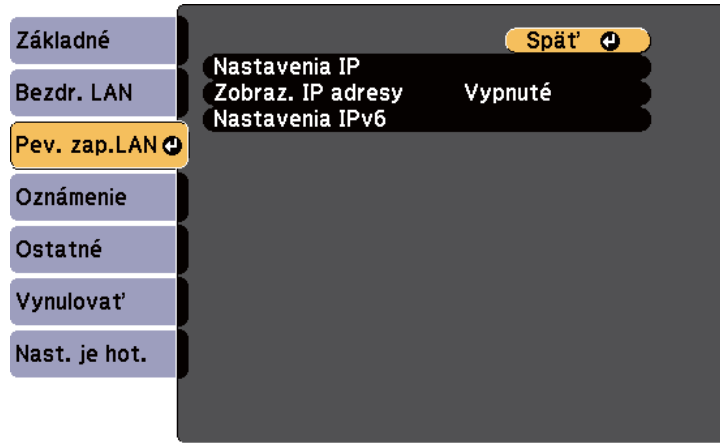 Základné
Bezdr. LAN
Pev. zap.LAN
Oznámenie
Ostatné
Vynulovať
Nast. je hot.
Späť
Nastavenia IP
Zobraz. IP adresy Vypnuté
Nastavenia IPv6